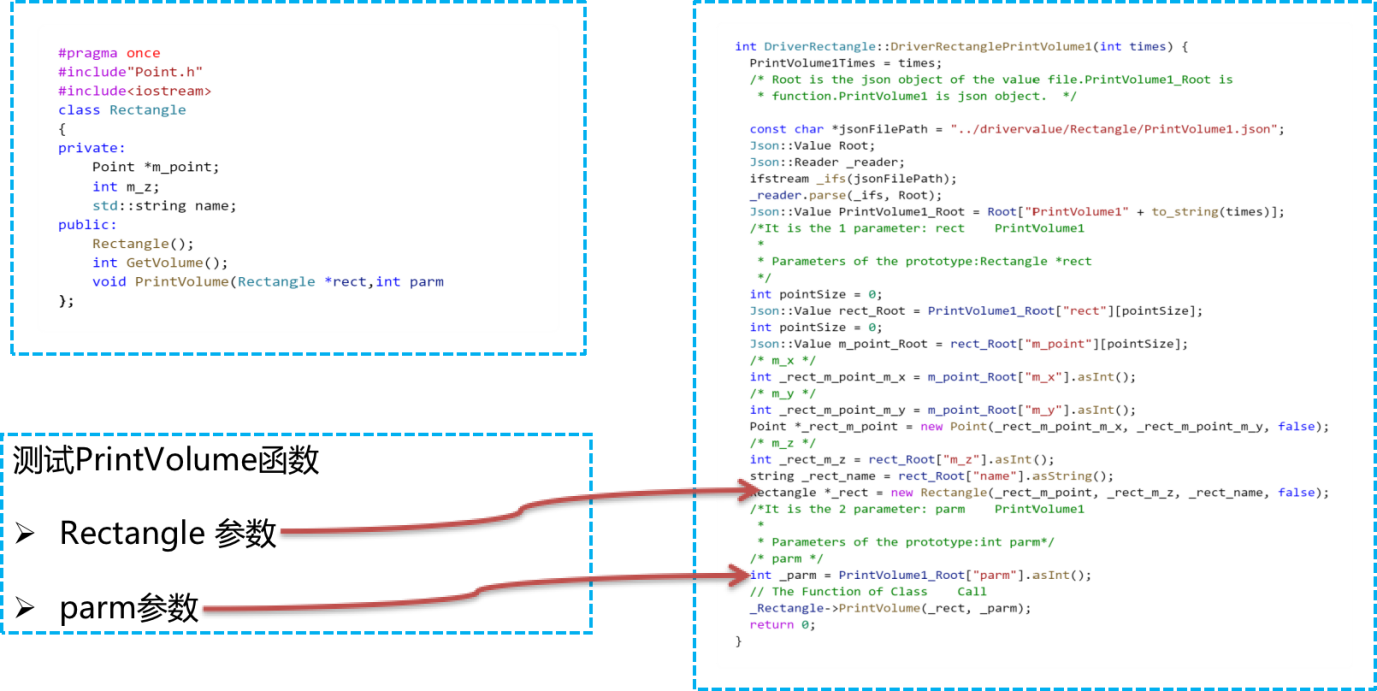 #pragma once
#include"Point.h"
#include<iostream>
class Rectangle
{
private:
    Point *m_point;
    int m_z;
    std::string name;
public:
    Rectangle();
    int GetVolume();
    void PrintVolume(Rectangle *rect,int parm
};
测试PrintVolume函数
➢ Rectangle 参数
➢ parm参数
int DriverRectangle::DriverRectanglePrintVolume1(int times) {
  PrintVolume1Times = times;
  /* Root is the json object of the value file.PrintVolume1_Root is
   * function.PrintVolume1 is json object.  */
  const char *jsonFilePath = "../drivervalue/Rectangle/PrintVolume1.json";
  Json::Value Root;
  Json::Reader _reader;
  ifstream _ifs(jsonFilePath);
  _reader.parse(_ifs, Root);
  Json::Value PrintVolume1_Root = Root["PrintVolume1" + to_string(times)];
  /*It is the 1 parameter: rect    PrintVolume1
   *
   * Parameters of the prototype:Rectangle *rect
   */
  int pointSize = 0;
  Json::Value rect_Root = PrintVolume1_Root["rect"][pointSize];
  int pointSize = 0;
  Json::Value m_point_Root = rect_Root["m_point"][pointSize];
  /* m_x */
  int _rect_m_point_m_x = m_point_Root["m_x"].asInt();
  /* m_y */
  int _rect_m_point_m_y = m_point_Root["m_y"].asInt();
  Point *_rect_m_point = new Point(_rect_m_point_m_x, _rect_m_point_m_y, false);
  /* m_z */
  int _rect_m_z = rect_Root["m_z"].asInt();
  string _rect_name = rect_Root["name"].asString();
  Rectangle *_rect = new Rectangle(_rect_m_point, _rect_m_z, _rect_name, false);
  /*It is the 2 parameter: parm    PrintVolume1
   *
   * Parameters of the prototype:int parm*/
  /* parm */
  int _parm = PrintVolume1_Root["parm"].asInt();
  // The Function of Class    Call
  _Rectangle->PrintVolume(_rect, _parm);
  return 0;
}